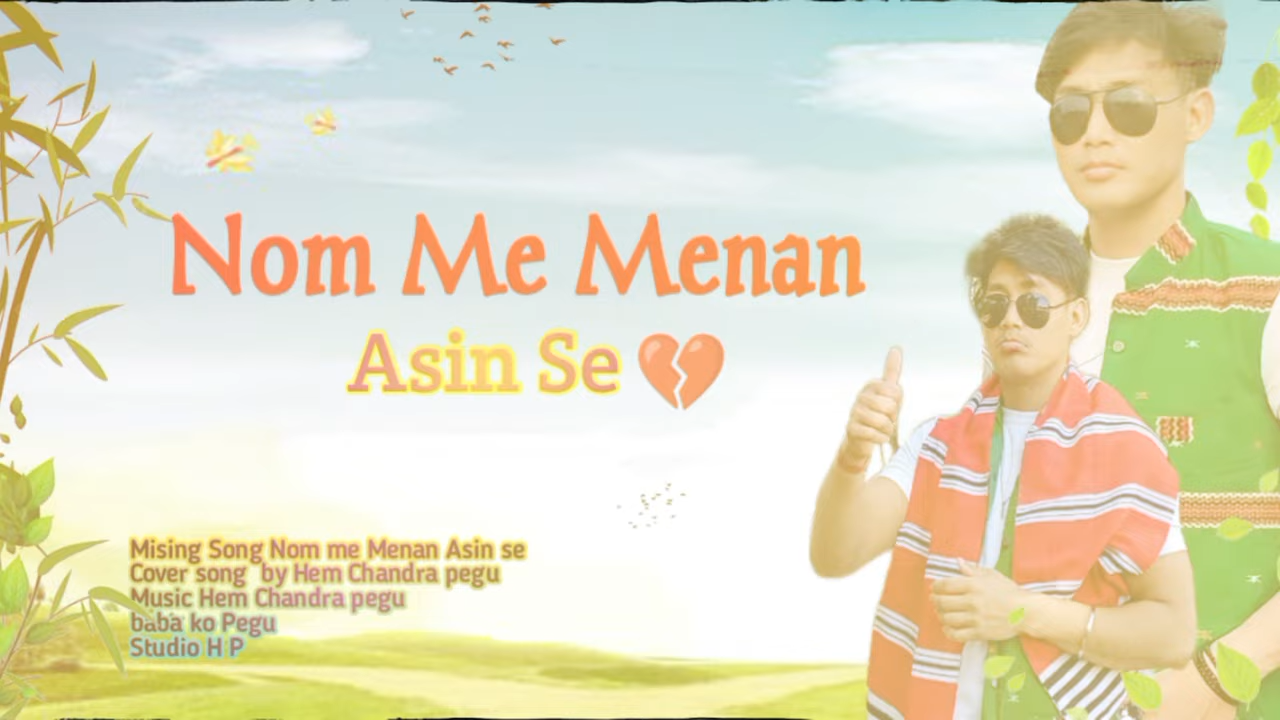 Nom Me Menan
Asin Se 💔
Mising Song Nom me Menan Asin se
Cover song by Hem Chandra pegu
Music Hem Chandra pegu
baba ko Pegu
Studio H P